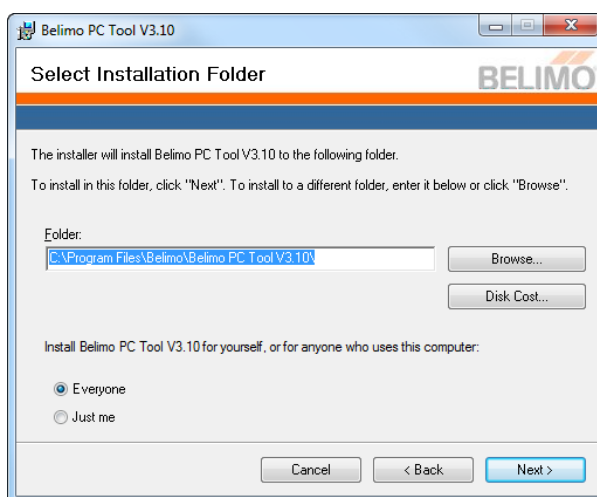 Belimo PC Tool V3.10
Select Installation Folder
BELIMO
The installer will install Belimo PC Tool V3.10 to the following folder.
To install in this folder, click "Next". To install to a different folder, enter it below or click "Browse".
Folder:
C:\Program Files\Belimo\Belimo PC Tool V3.10\
Browse...
Disk Cost...
Install Belimo PC Tool V3.10 for yourself, or for anyone who uses this computer:
Everyone
Just me
Cancel
< Back
Next >